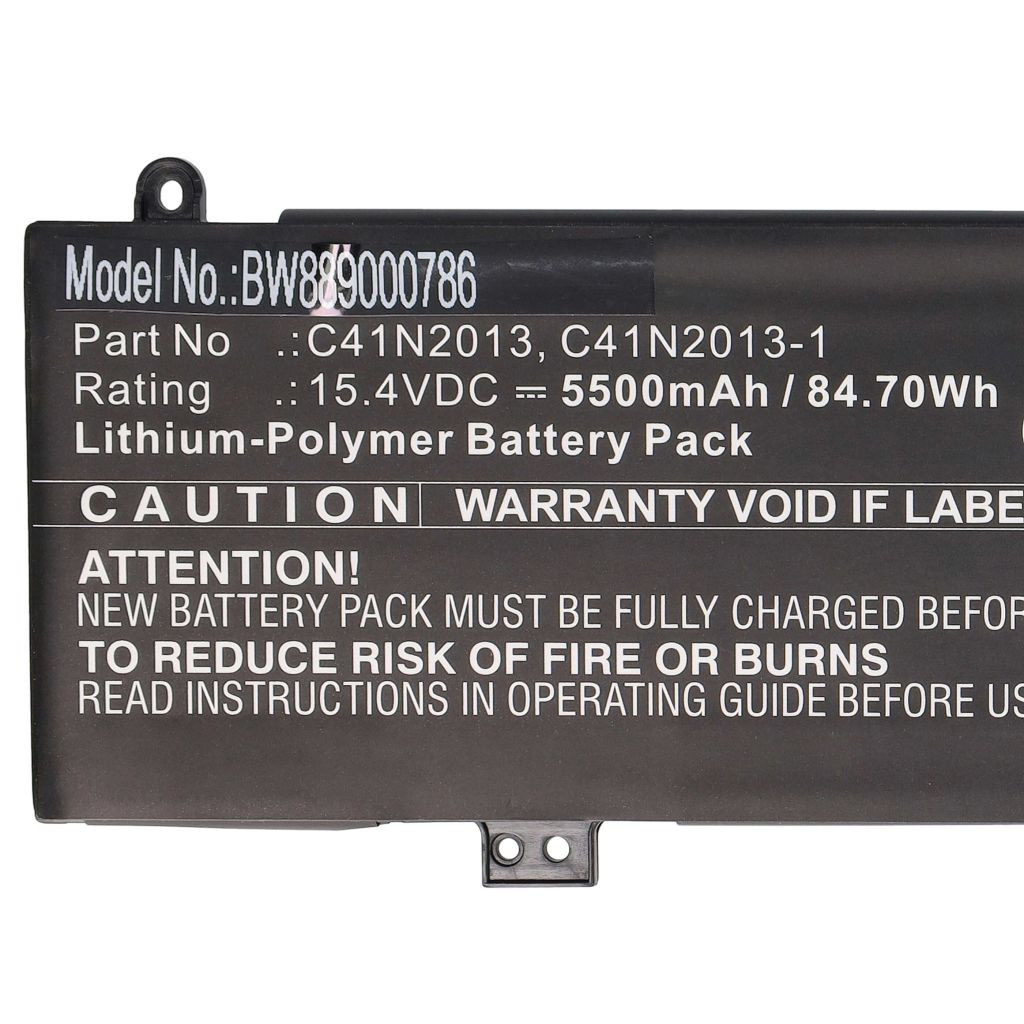 Model No.:BW889000786
Part No .:C41N2013, C41N2013-1
Rating .:15.4VDC ⎓ 5500mAh / 84.70Wh
Lithium-Polymer Battery Pack
CAUTION WARRANTY VOID IF LABE
ATTENTION!
NEW BATTERY PACK MUST BE FULLY CHARGED BEFOR
TO REDUCE RISK OF FIRE OR BURNS
READ INSTRUCTIONS IN OPERATING GUIDE BEFORE US